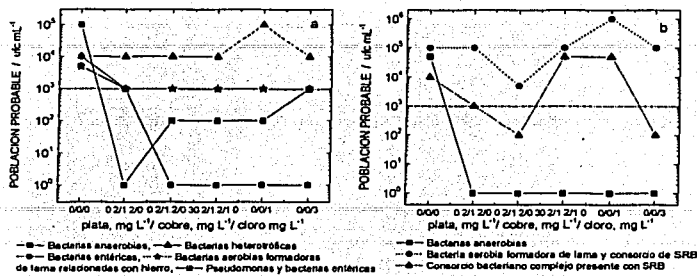 a
POBLACION PROBABLE / ufc mL⁻¹
10⁵
10⁴
10³
10²
10¹
10⁰
0/0/0 0 2/1 2/0 0 2/1 2/0 30 2/1 1 2/0 0/0/1 0/0/3
plata, mg L⁻¹/ cobre, mg L⁻¹/ cloro mg L⁻¹
Bacterias anaerobias, Bacterias heterotróficas
Bacterias entéricas, Bacterias aerobias formadoras
de lama relacionadas con hierro, Pseudomonas y bacterias entéricas
b
POBLACION PROBABLE / ufc mL⁻¹
10⁶
10⁵
10⁴
10³
10²
10¹
10⁰
0/0/0 0 2/1 2/0 0 2/1 2/0 30 2/1 1 2/0 0/0/1 0/0/3
plata, mg L⁻¹/ cobre, mg L⁻¹/ cloro, mg L⁻¹
Bacterias anaerobias
Bacteria aerobia formadora de lama y consorcio de SRB
Consorcio bacteriano complejo presente con SRB